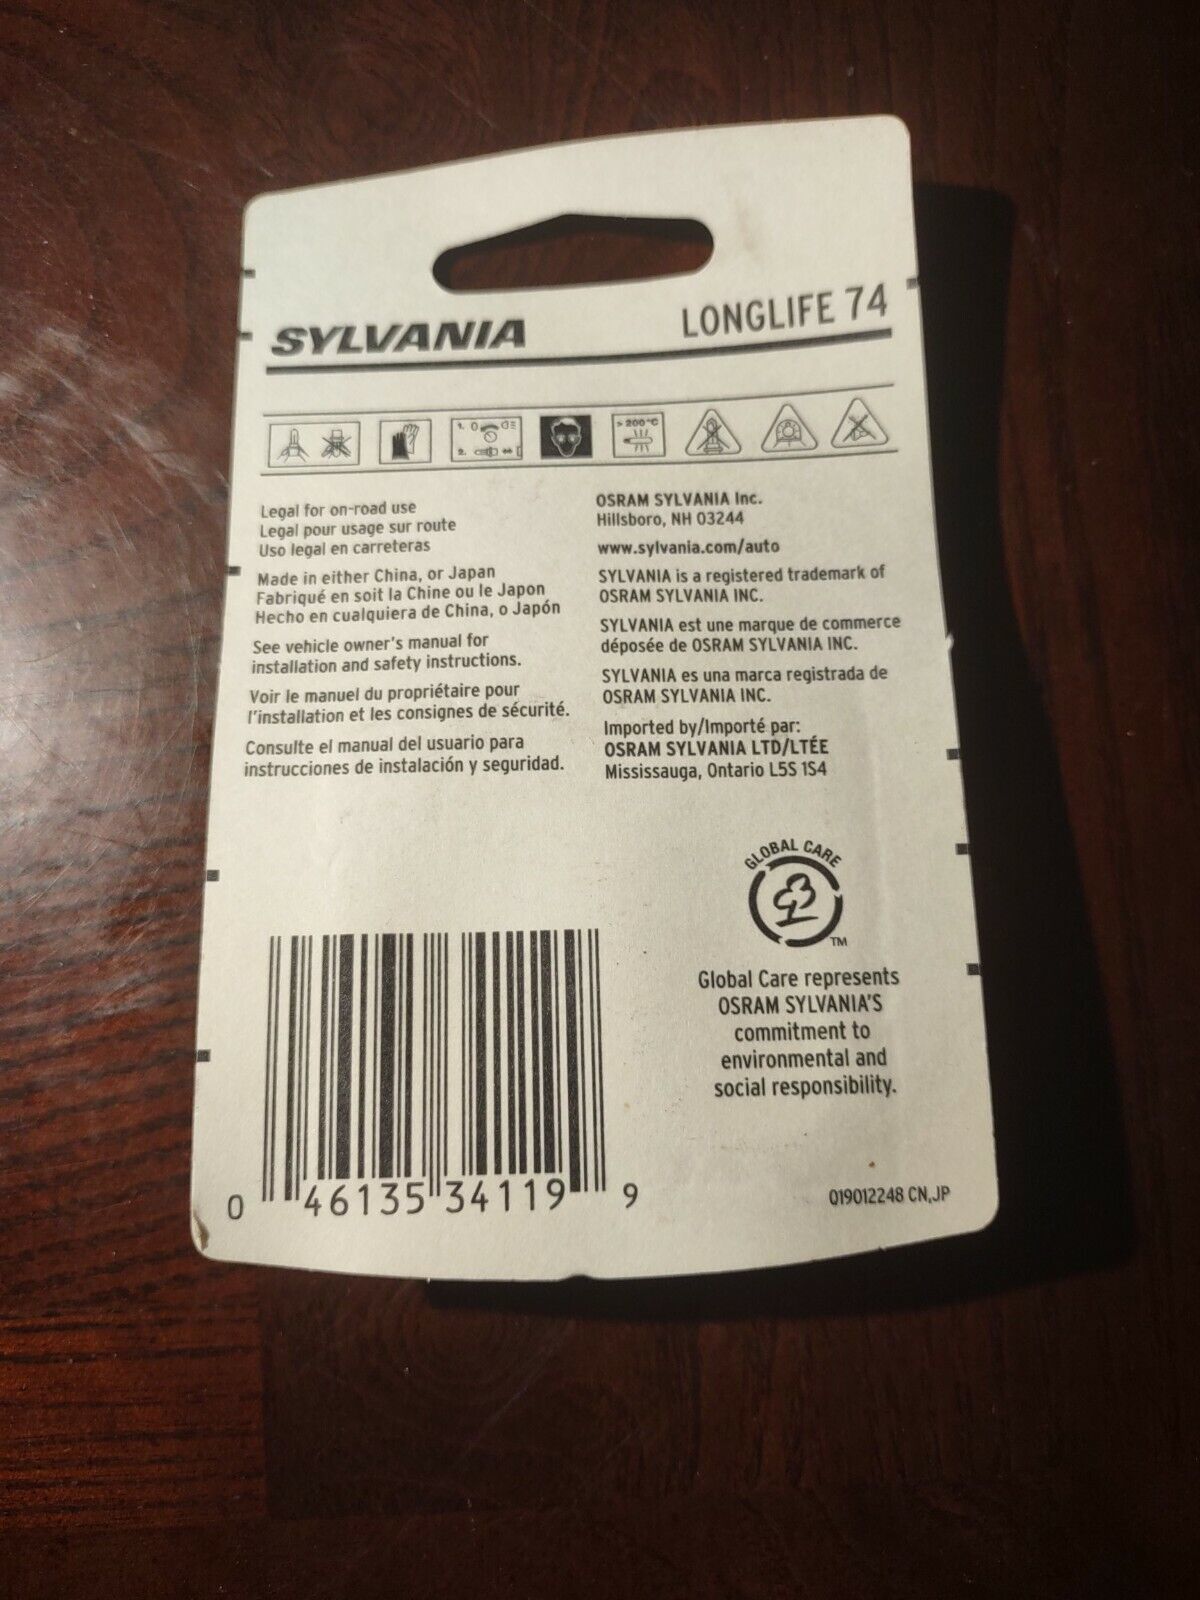 SYLVANIA
LONGLIFE 74
1. 0
2.
> 200°C
Legal for on-road use
Legal pour usage sur route
Uso legal en carreteras
Made in either China, or Japan
Fabriqué en soit la Chine ou le Japon
Hecho en cualquiera de China, o Japón
See vehicle owner's manual for
installation and safety instructions.
Voir le manuel du propriétaire pour
l'installation et les consignes de sécurité.
Consulte el manual del usuario para
instrucciones de instalación y seguridad.
OSRAM SYLVANIA Inc.
Hillsboro, NH 03244
www.sylvania.com/auto
SYLVANIA is a registered trademark of
OSRAM SYLVANIA INC.
SYLVANIA est une marque de commerce
déposée de OSRAM SYLVANIA INC.
SYLVANIA es una marca registrada de
OSRAM SYLVANIA INC.
Imported by/Importé par:
OSRAM SYLVANIA LTD/LTÉE
Mississauga, Ontario L5S 1S4
GLOBAL CARE
TM
Global Care represents
OSRAM SYLVANIA'S
commitment to
environmental and
social responsibility.
0 46135 34119 9
Q19012248 CN,JP